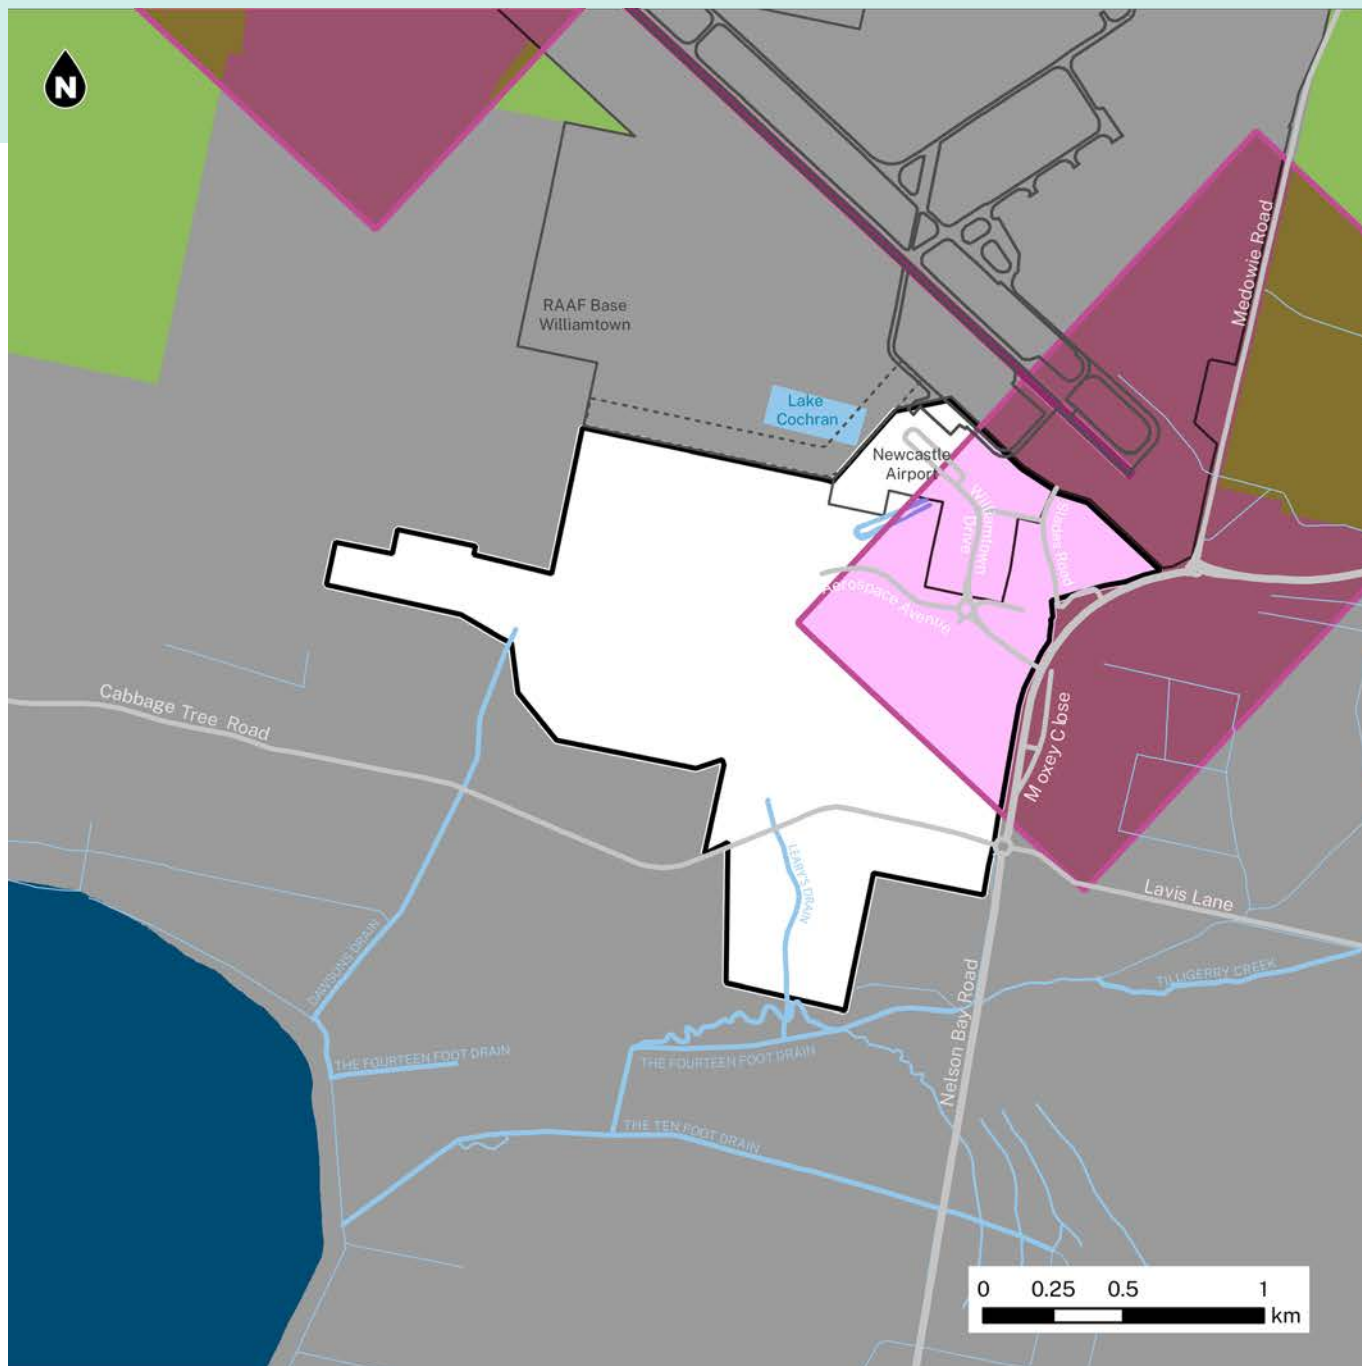 N
Medowie Road
RAAF Base
Williamtown
Lake
Cochran
Newcastle
Airport
Williamtown
Drive
Slades Road
Aerospace Avenue
Cabbage Tree Road
Moxey Close
LEARY'S DRAIN
Lavis Lane
DAWSONS DRAIN
TILLIGERRY CREEK
Nelson Bay Road
THE FOURTEEN FOOT DRAIN
THE FOURTEEN FOOT DRAIN
THE TEN FOOT DRAIN
0 0.25 0.5 1
km